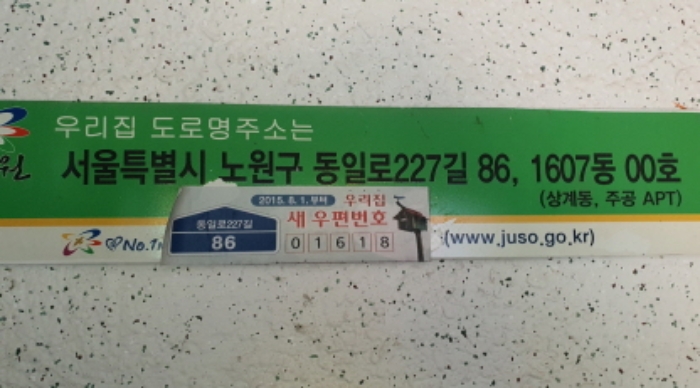 우리집 도로명주소는
서울특별시 노원구 동일로227길 86, 1607동 00호
(상계동, 주공 APT)
2015. 8. 1. 부터 우리집
새 우편번호
동일로227길
86
01618
No.1
(www.juso.go.kr)